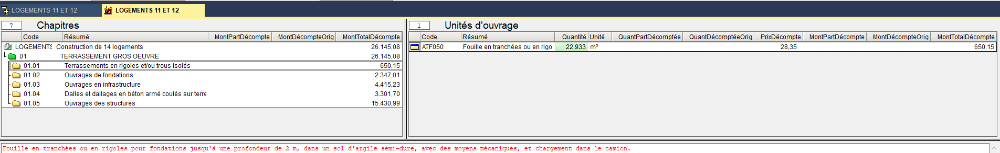 LOGEMENTS 11 ET 12 LOGEMENTS 11 ET 12
7 Chapitres
Code Résumé MontPartDécompte MontDécompteOrig MontTotalDécompte
LOGEMENTS Construction de 14 logements 26.145,08
01 TERRASSEMENT GROS OEUVRE 26.145,08
01.01 Terrassements en rigoles et/ou trous isolés 650,15
01.02 Ouvrages de fondations 2.347,01
01.03 Ouvrages en infrastructure 4.415,23
01.04 Dalles et dallages en béton armé coulés sur terre 3.301,70
01.05 Ouvrages des structures 15.430,99
1 Unités d'ouvrage
Code Résumé Quantité Unité QuantPartDécomptée QuantDécomptéeOrig PrixDécompte MontPartDécompte MontDécompteOrig MontTotalDécompte
ATF050 Fouille en tranchées ou en rigo 22,933 m³ 28,35 650,15
Fouille en tranchées ou en rigoles pour fondations jusqu'à une profondeur de 2 m, dans un sol d'argile semi-dure, avec des moyens mécaniques, et chargement dans le camion.